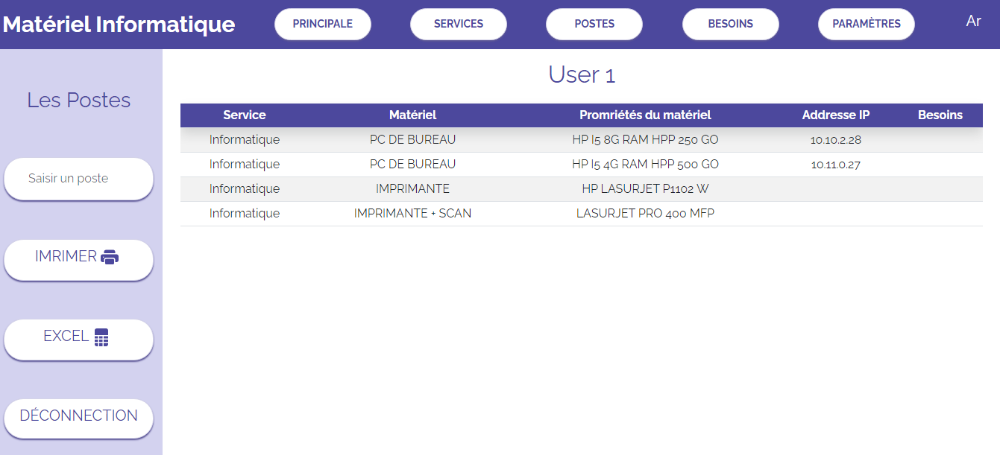 Matériel Informatique
PRINCIPALE
SERVICES
POSTES
BESOINS
PARAMÈTRES
Ar
Les Postes
Saisir un poste
IMRIMER
EXCEL
DÉCONNECTION
User 1
Service Matériel Promriétés du matériel Addresse IP Besoins
Informatique PC DE BUREAU HP I5 8G RAM HPP 250 GO 10.10.2.28
Informatique PC DE BUREAU HP I5 4G RAM HPP 500 GO 10.11.0.27
Informatique IMPRIMANTE HP LASURJET P1102 W
Informatique IMPRIMANTE + SCAN LASURJET PRO 400 MFP